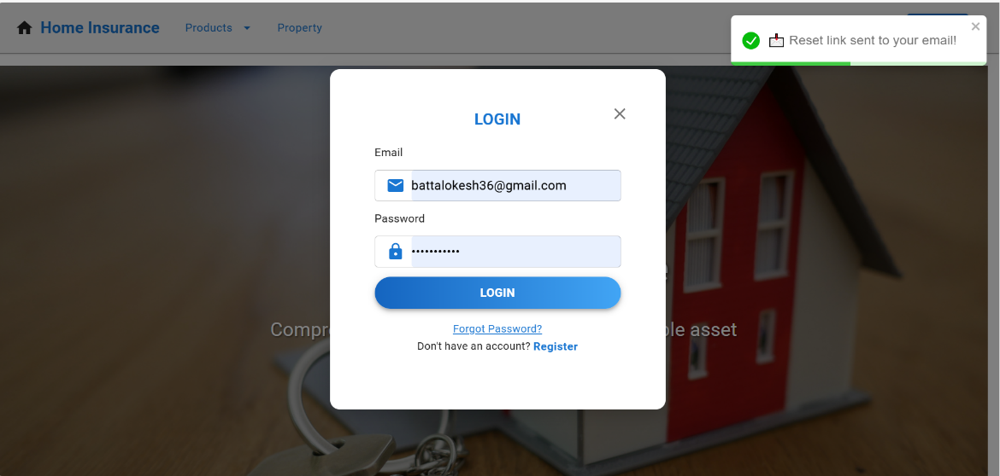 Home Insurance
Products
Property
Reset link sent to your email!
LOGIN
Email
battalokesh36@gmail.com
Password
•••••••••••
LOGIN
Compr
ble asset
Forgot Password?
Don't have an account? Register